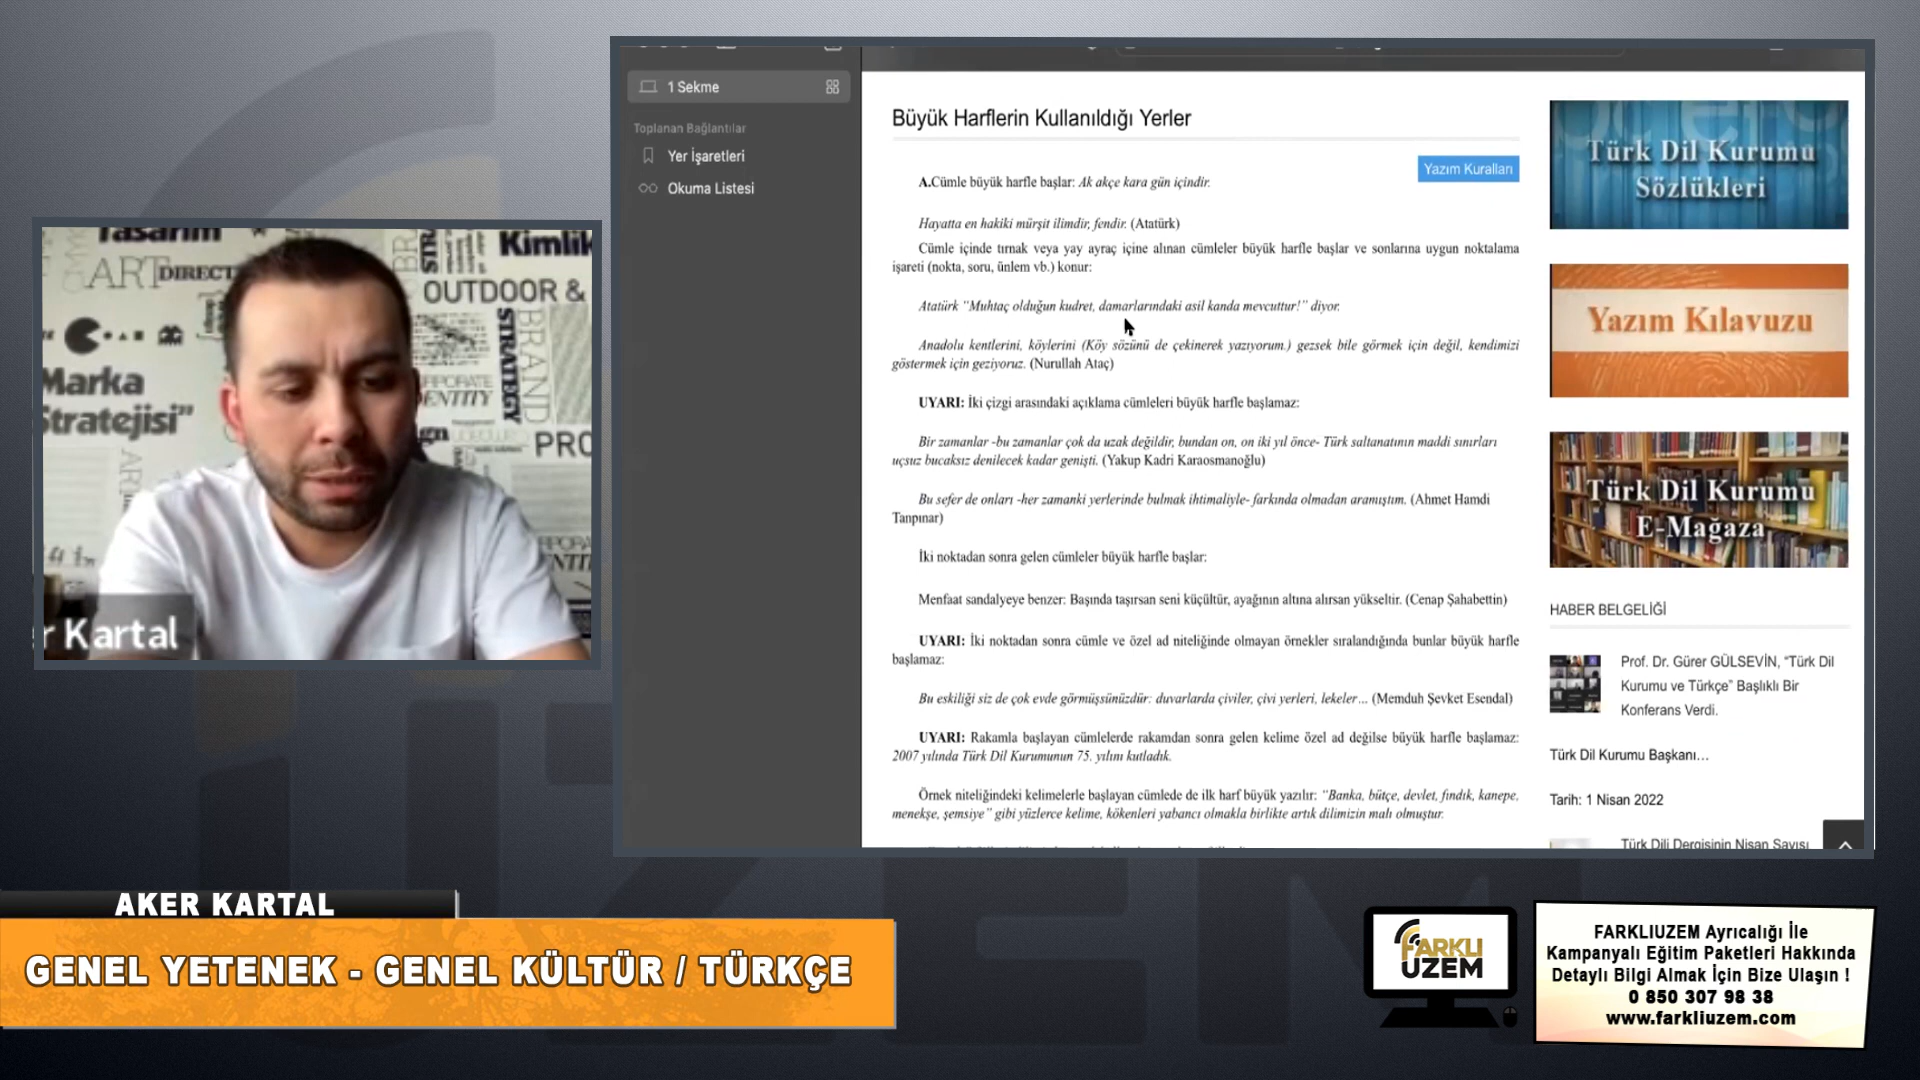 1 Sekme
Toplanan Bağlantılar
Yer İşaretleri
Okuma Listesi
Büyük Harflerin Kullanıldığı Yerler
Yazım Kuralları
A.Cümle büyük harfle başlar: Ak akçe kara gün içindir.
Hayatta en hakiki mürşit ilimdir, fendir. (Atatürk)
Cümle içinde tırnak veya yay ayraç içine alınan cümleler büyük harfle başlar ve sonlarına uygun noktalama
işareti (nokta, soru, ünlem vb.) konur:
Atatürk “Muhtaç olduğun kudret, damarlarındaki asil kanda mevcuttur!” diyor.
Anadolu kentlerini, köylerini (Köy sözünü de çekinerek yazıyorum.) gezsek bile görmek için değil, kendimizi
göstermek için geziyoruz. (Nurullah Ataç)
UYARI: İki çizgi arasındaki açıklama cümleleri büyük harfle başlamaz:
Bir zamanlar -bu zamanlar çok da uzak değildir, bundan on, on iki yıl önce- Türk saltanatının maddi sınırları
uçsuz bucaksız denilecek kadar genişti. (Yakup Kadri Karaosmanoğlu)
Bu sefer de onları -her zamanki yerlerinde bulmak ihtimaliyle- farkında olmadan aramıştım. (Ahmet Hamdi
Tanpınar)
İki noktadan sonra gelen cümleler büyük harfle başlar:
Menfaat sandalyeye benzer: Başında taşırsan seni küçültür, ayağının altına alırsan yükseltir. (Cenap Şahabettin)
UYARI: İki noktadan sonra cümle ve özel ad niteliğinde olmayan örnekler sıralandığında bunlar büyük harfle
başlamaz:
Bu eskiliği siz de çok evde görmüşsünüzdür: duvarlarda çiviler, çivi yerleri, lekeler… (Memduh Şevket Esendal)
UYARI: Rakamla başlayan cümlelerde rakamdan sonra gelen kelime özel ad değilse büyük harfle başlamaz:
2007 yılında Türk Dil Kurumunun 75. yılını kutladık.
Örnek niteliğindeki kelimelerle başlayan cümlede de ilk harf büyük yazılır: “Banka, bütçe, devlet, fındık, kanepe,
menekşe, şemsiye” gibi yüzlerce kelime, kökenleri yabancı olmakla birlikte artık dilimizin malı olmuştur.
Türk Dil Kurumu
Sözlükleri
Yazım Kılavuzu
Türk Dil Kurumu
E-Mağaza
HABER BELGELİĞİ
Prof. Dr. Gürer GÜLSEVİN, “Türk Dil
Kurumu ve Türkçe” Başlıklı Bir
Konferans Verdi.
Türk Dil Kurumu Başkanı…
Tarih: 1 Nisan 2022
Türk Dili Dergisinin Nisan Sayısı
Tasarım
Kimlik
ART DIRECT
OUTDOOR &
STRATEGY
BRAND
Marka
Stratejisi”
PRO
r Kartal
AKER KARTAL
GENEL YETENEK - GENEL KÜLTÜR / TÜRKÇE
FARKLI
UZEM
FARKLIUZEM Ayrıcalığı İle
Kampanyalı Eğitim Paketleri Hakkında
Detaylı Bilgi Almak İçin Bize Ulaşın !
0 850 307 98 38
www.farkliuzem.com